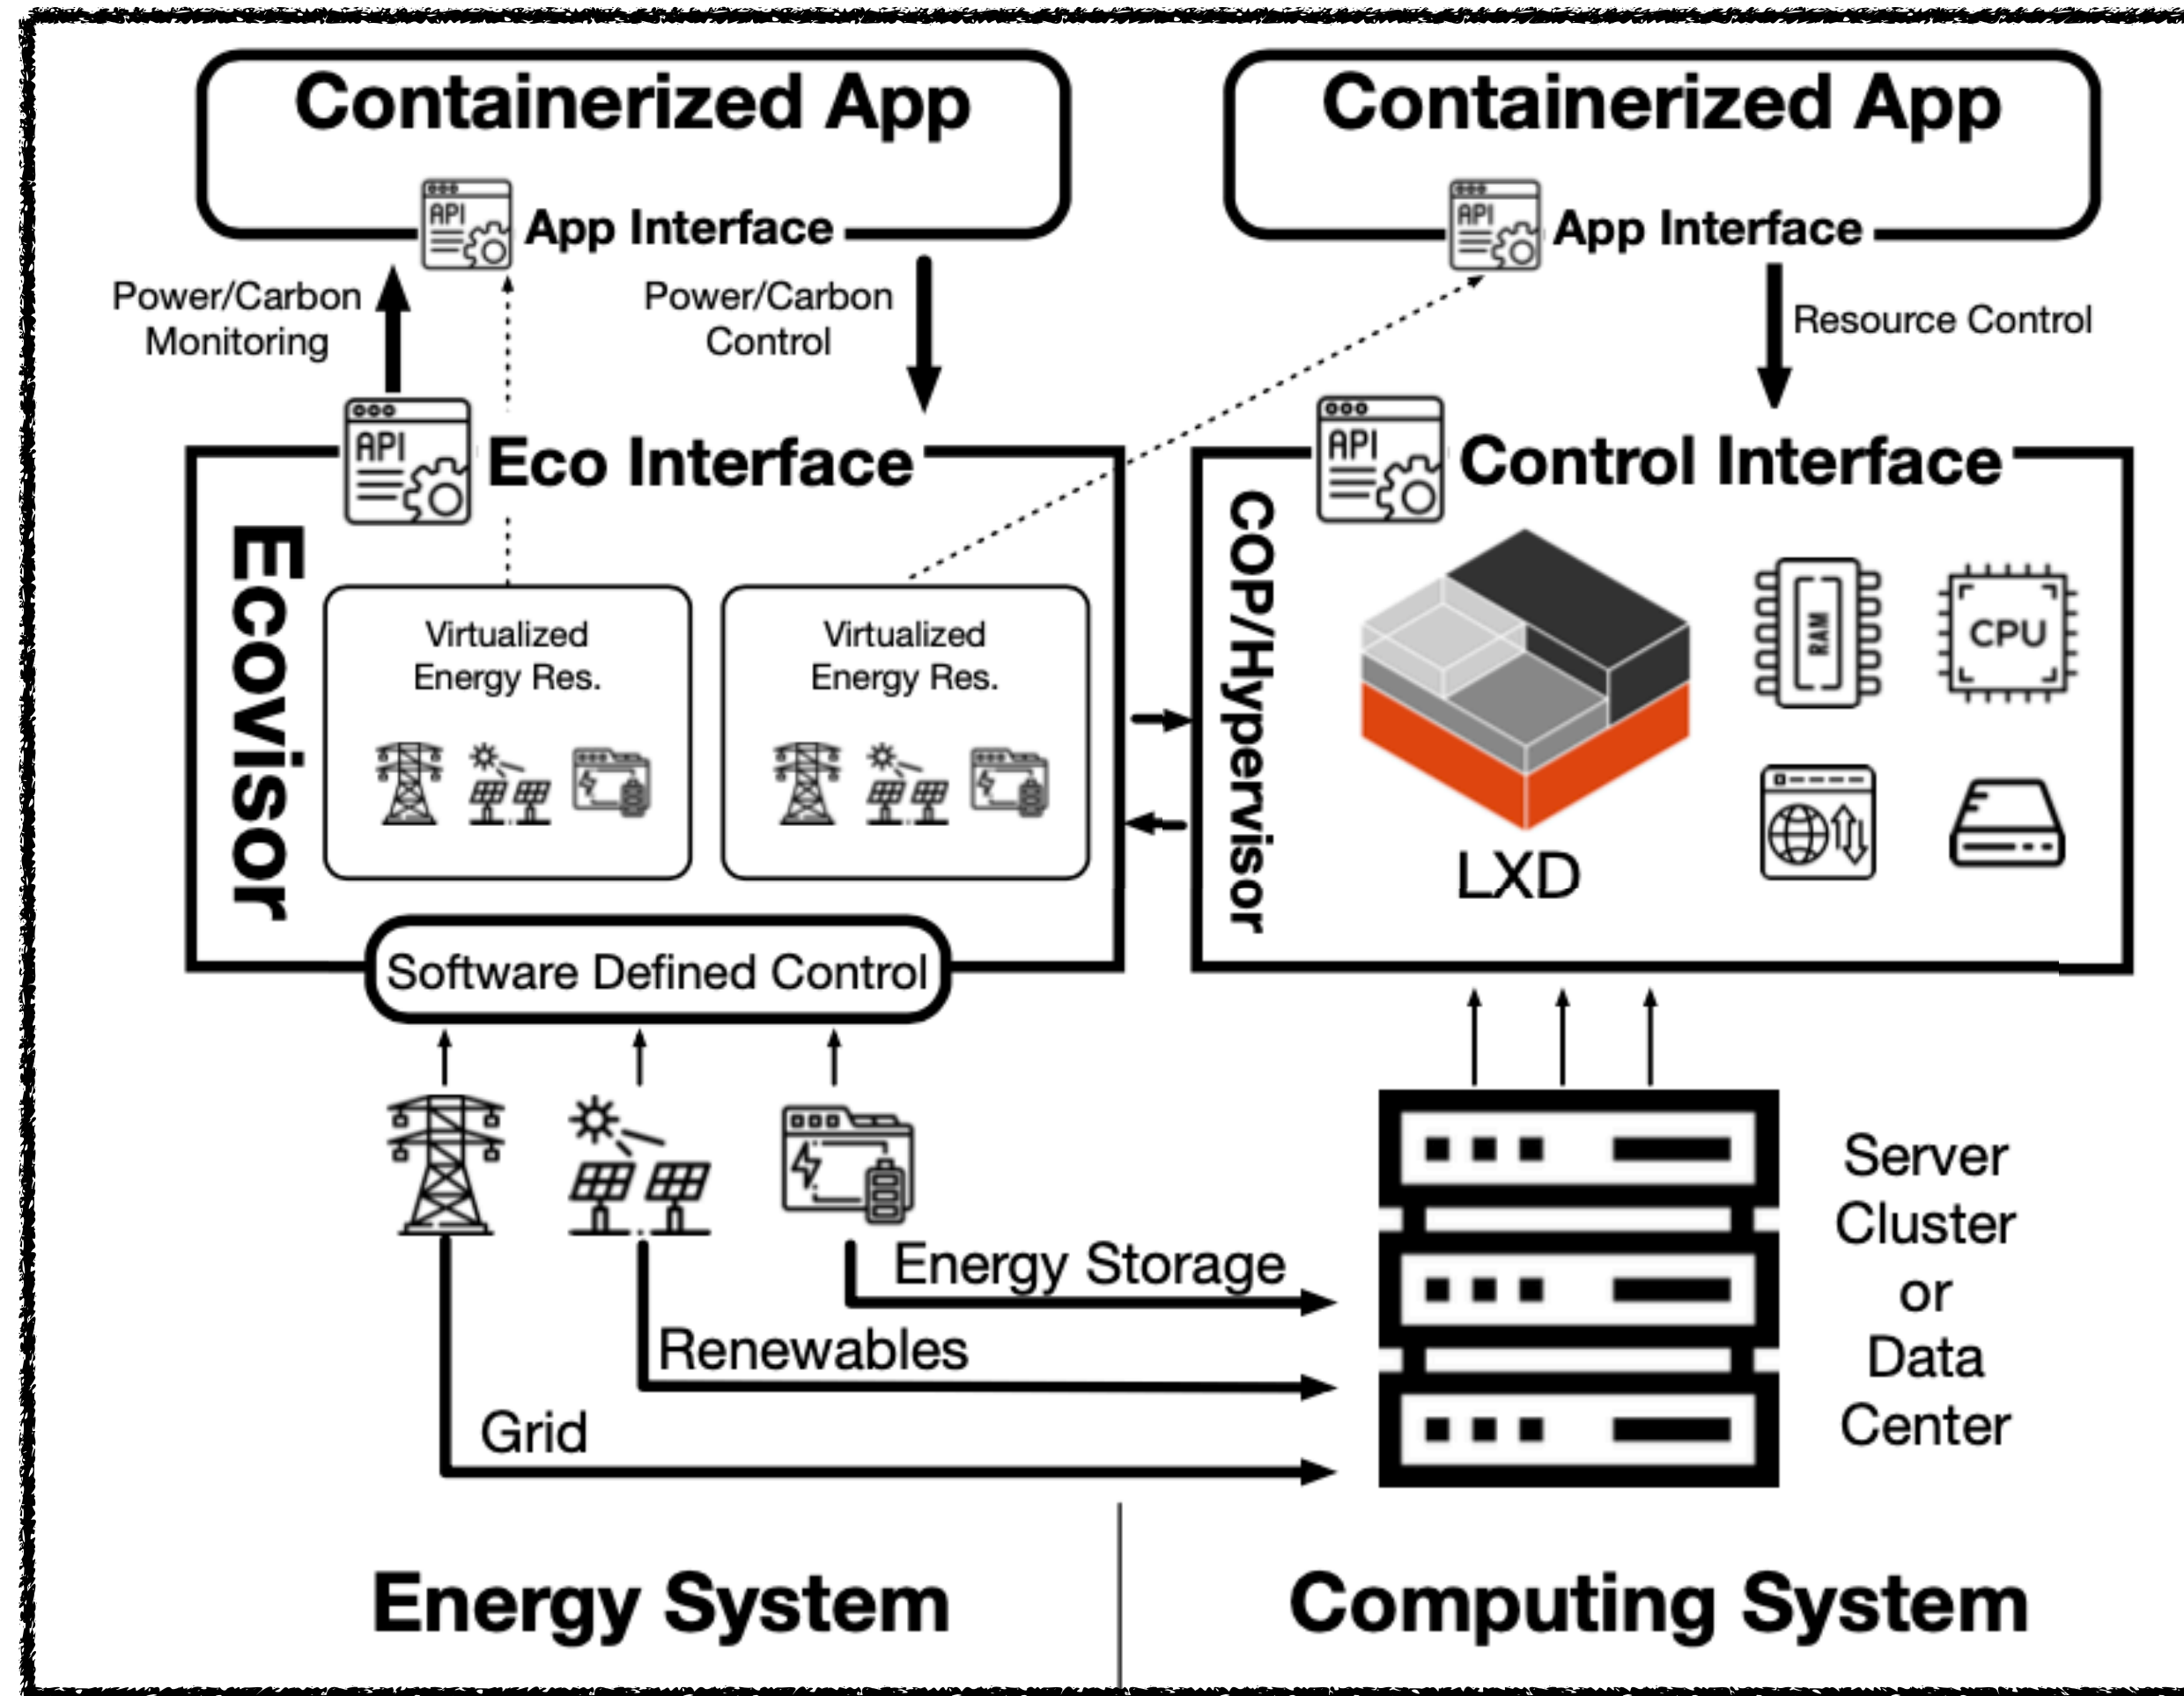 Containerized App
API
App Interface
Containerized App
API
App Interface
Power/Carbon
Monitoring
Power/Carbon
Control
Resource Control
API
Eco Interface
API
Control Interface
Ecovisor
Virtualized
Energy Res.
Virtualized
Energy Res.
COP/Hypervisor
LXD
RAM
CPU
Software Defined Control
Energy Storage
Renewables
Grid
Server
Cluster
or
Data
Center
Energy System
Computing System